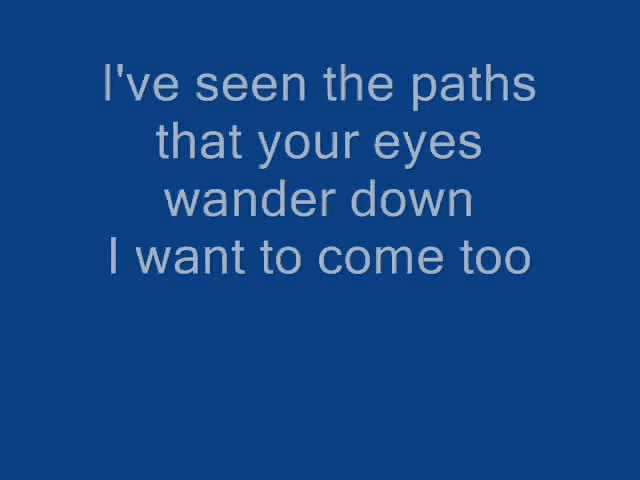 I've seen the paths
that your eyes
wander down
I want to come too